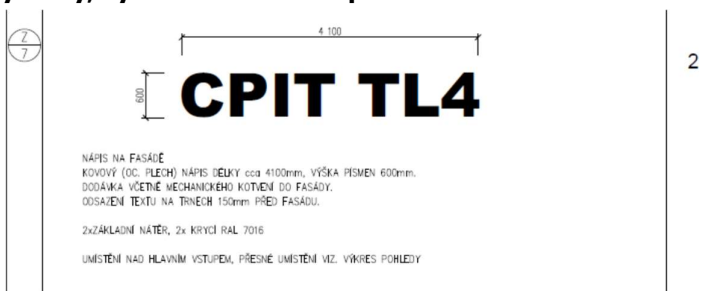 4 100
Z
7
2
600
CPIT TL4
NÁPIS NA FASÁDĚ
KOVOVÝ (OC. PLECH) NÁPIS DÉLKY cca 4100mm, VÝŠKA PÍSMEN 600mm.
DODÁVKA VČETNĚ MECHANICKÉHO KOTVENÍ DO FASÁDY.
ODSAZENÍ TEXTU NA TRNECH 150mm PŘED FASÁDU.
2xZÁKLADNÍ NÁTĚR, 2x KRYCÍ RAL 7016
UMÍSTĚNÍ NAD HLAVNÍM VSTUPEM, PŘESNÉ UMÍSTĚNÍ VIZ. VÝKRES POHLEDY